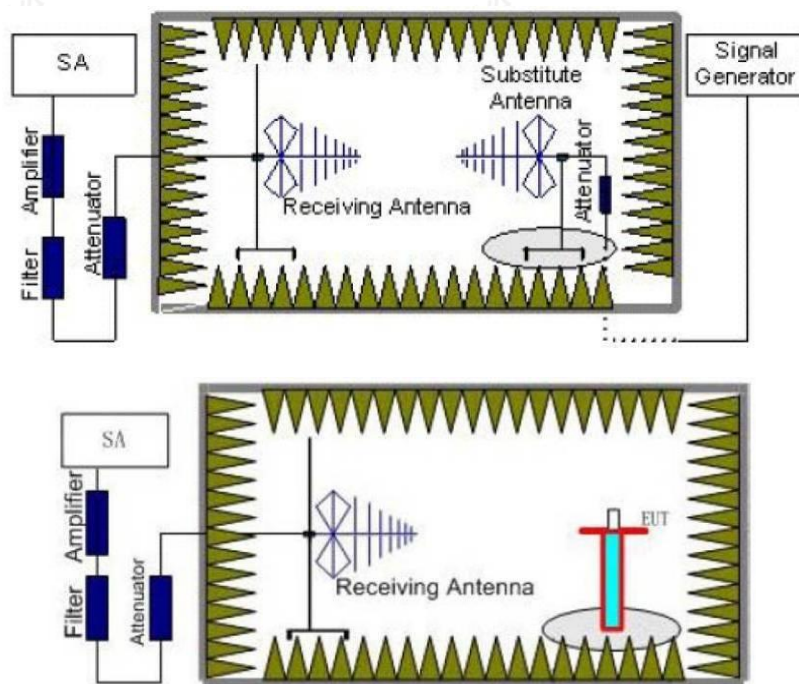 SA
Signal
Generator
Substitute
Antenna
Amplifier
Attenuator
Attenuator
Receiving Antenna
Filter
SA
EUT
Amplifier
Filter
Attenuator
Receiving Antenna